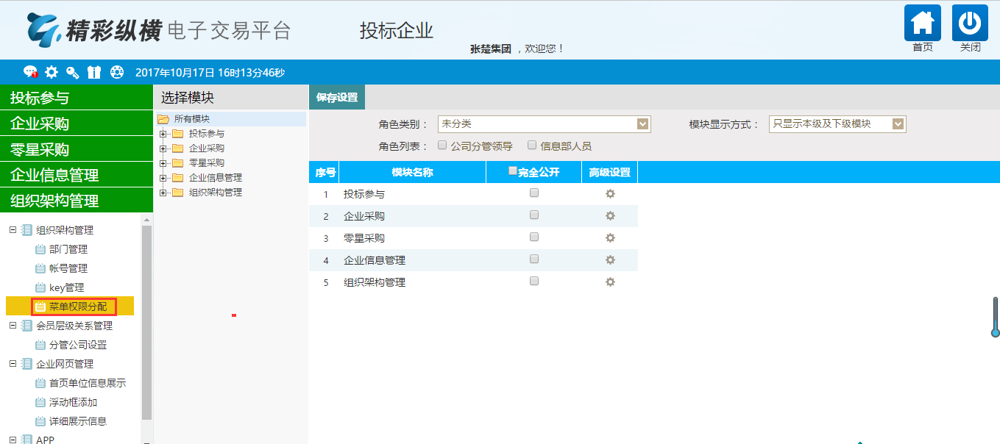 精彩纵横 电子交易平台
投标企业
张楚集团 ，欢迎您！
首页
关闭
2017年10月17日 16时13分46秒
投标参与
企业采购
零星采购
企业信息管理
组织架构管理
组织架构管理
部门管理
帐号管理
key管理
菜单权限分配
会员层级关系管理
分管公司设置
企业网页管理
首页单位信息展示
浮动框添加
详细展示信息
APP
选择模块
所有模块
投标参与
企业采购
零星采购
企业信息管理
组织架构管理
保存设置
角色类别： 未分类 模块显示方式： 只显示本级及下级模块
角色列表： 公司分管领导 信息部人员
序号 模块名称 完全公开 高级设置
1 投标参与
2 企业采购
3 零星采购
4 企业信息管理
5 组织架构管理